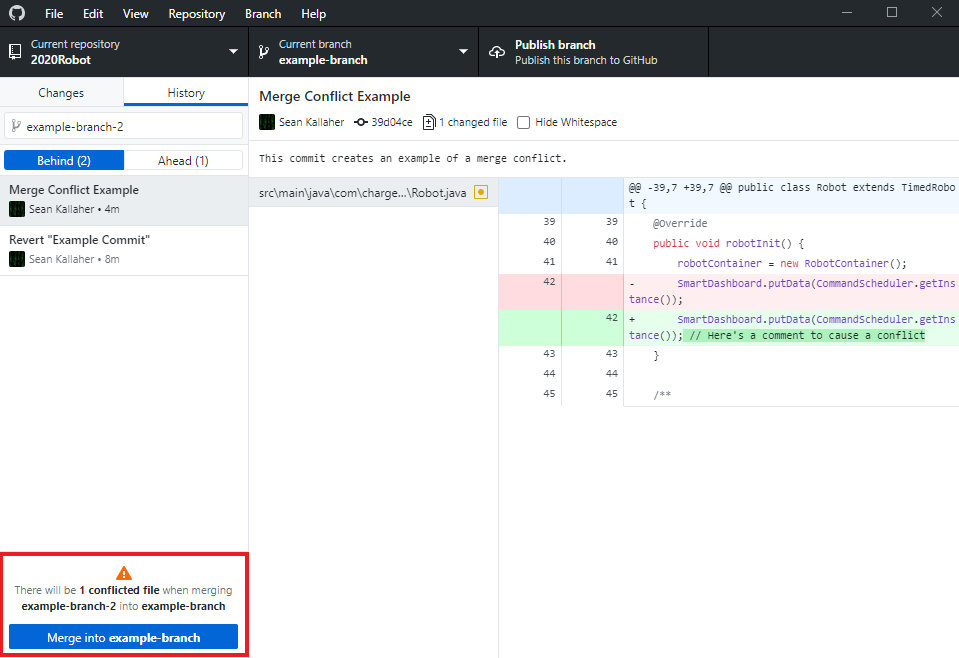 File Edit View Repository Branch Help
Current repository
2020Robot
Current branch
example-branch
Publish branch
Publish this branch to GitHub
Changes History
example-branch-2
Behind (2) Ahead (1)
Merge Conflict Example
Sean Kallaher • 4m
Revert "Example Commit"
Sean Kallaher • 8m
There will be 1 conflicted file when merging
example-branch-2 into example-branch
Merge into example-branch
Merge Conflict Example
Sean Kallaher 39d04ce 1 changed file Hide Whitespace
This commit creates an example of a merge conflict.
src\main\java\com\charge...\Robot.java
@@ -39,7 +39,7 @@ public class Robot extends TimedRobo
t {
39 39 @Override
40 40 public void robotInit() {
41 41 robotContainer = new RobotContainer();
42 - SmartDashboard.putData(CommandScheduler.getIns
tance());
42 + SmartDashboard.putData(CommandScheduler.getIns
tance()); // Here's a comment to cause a conflict
43 43 }
44 44
45 45 /**